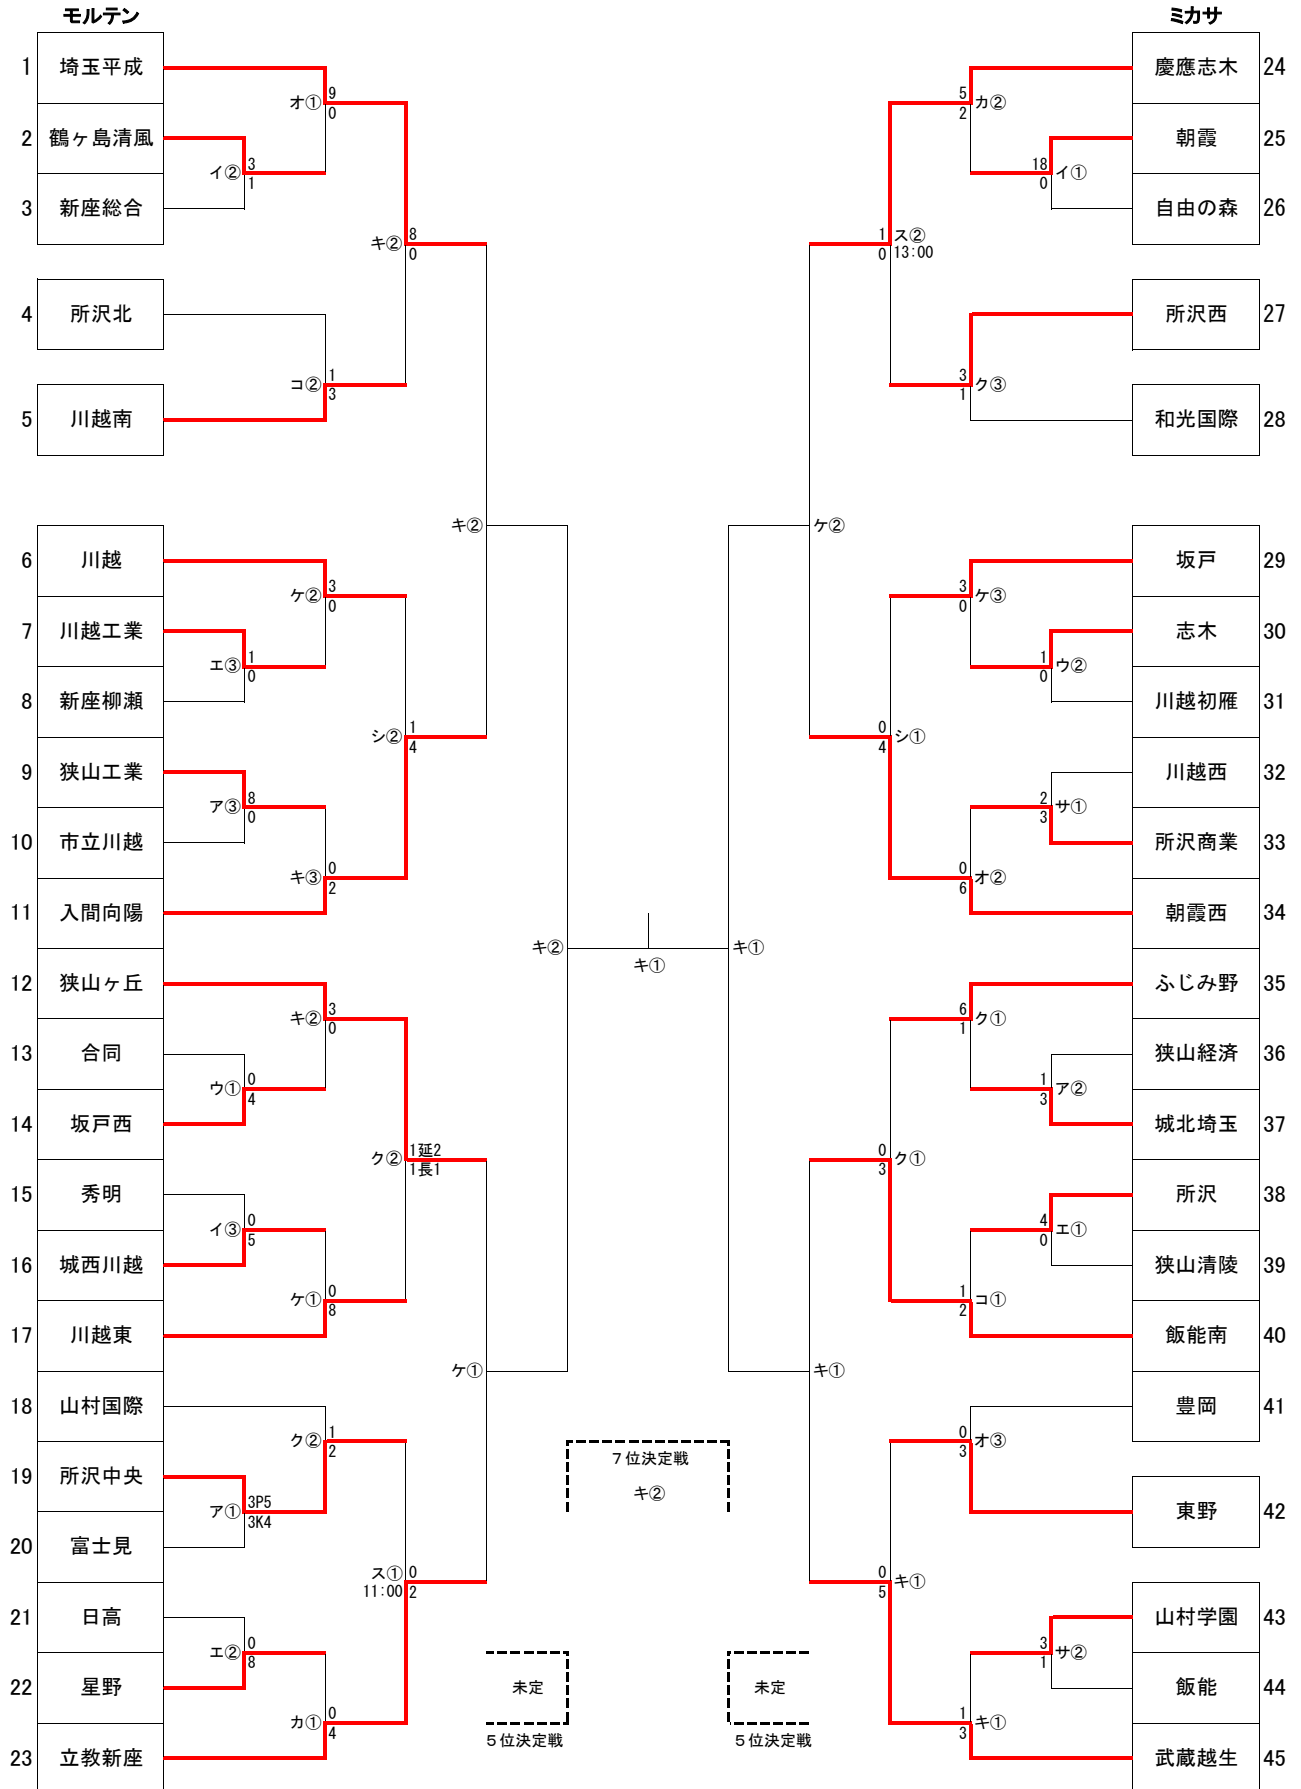 モルテン
ミカサ
1 埼玉平成
2 鶴ヶ島清風
3 新座総合
4 所沢北
5 川越南
6 川越
7 川越工業
8 新座柳瀬
9 狭山工業
10 市立川越
11 入間向陽
12 狭山ヶ丘
13 合同
14 坂戸西
15 秀明
16 城西川越
17 川越東
18 山村国際
19 所沢中央
20 富士見
21 日高
22 星野
23 立教新座
オ① 9
0
イ② 3
1
キ② 8
0
コ② 1
3
キ②
ケ② 3
0
エ③ 1
0
シ② 1
4
ア③ 8
0
キ③ 0
2
キ②
キ② 3
0
ウ① 0
4
ク② 1延2
1長1
イ③ 0
5
ケ① 0
8
ケ①
ク② 1
2
ア① 3P5
3K4
ス① 0
11:00 2
エ② 0
8
カ① 0
4
キ①
7位決定戦
キ②
未定
5位決定戦
未定
5位決定戦
慶應志木 24
朝霞 25
自由の森 26
所沢西 27
和光国際 28
坂戸 29
志木 30
川越初雁 31
川越西 32
所沢商業 33
朝霞西 34
ふじみ野 35
狭山経済 36
城北埼玉 37
所沢 38
狭山清陵 39
飯能南 40
豊岡 41
東野 42
山村学園 43
飯能 44
武蔵越生 45
5 カ②
2
18 イ①
0
1 ス②
0 13:00
3 ク③
1
ケ②
3 ケ③
0
1 ウ②
0
0 シ①
4
2 サ①
3
0 オ②
6
キ①
6 ク①
1
1 ア②
3
0 ク①
3
4 エ①
0
1 コ①
2
キ①
0 オ③
3
0 キ①
5
3 サ②
1
1 キ①
3